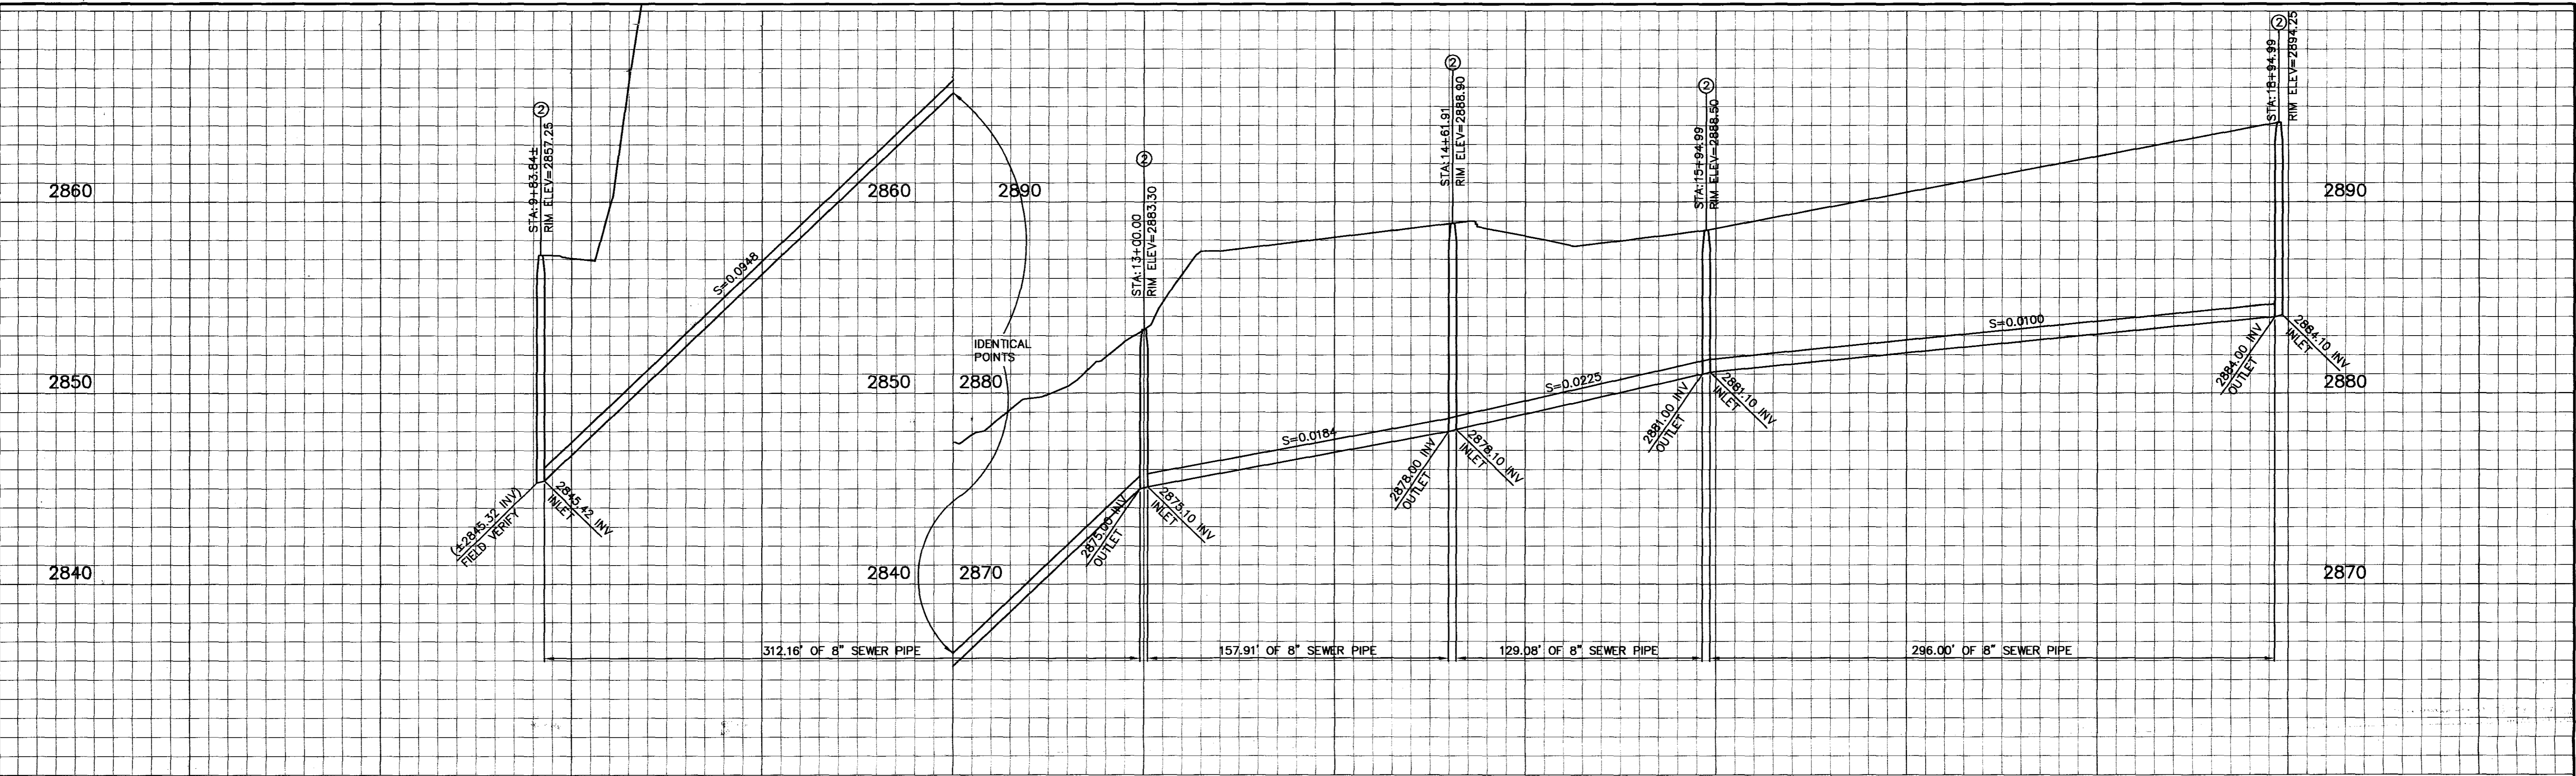 2
STA:9+83.84±
RIM ELEV=2857.25
2
STA:13+00.00
RIM ELEV=2883.30
2
STA:14+61.91
RIM ELEV=2888.90
2
STA:15+94.99
RIM ELEV=2888.50
2
STA:18+94.99
RIM ELEV=2894.25
2860
2860
2890
2890
S=0.0948
IDENTICAL
POINTS
2850
2850
2880
2880
S=0.0184
S=0.0225
S=0.0100
(±2845.32 INV)
FIELD VERIFY
2845.42 INV
INLET
2875.00 INV
OUTLET
2875.10 INV
INLET
2878.00 INV
OUTLET
2878.10 INV
INLET
2881.00 INV
OUTLET
2881.10 INV
INLET
2884.00 INV
OUTLET
2884.10 INV
INLET
2840
2840
2870
2870
312.16' OF 8" SEWER PIPE
157.91' OF 8" SEWER PIPE
129.08' OF 8" SEWER PIPE
296.00' OF 8" SEWER PIPE